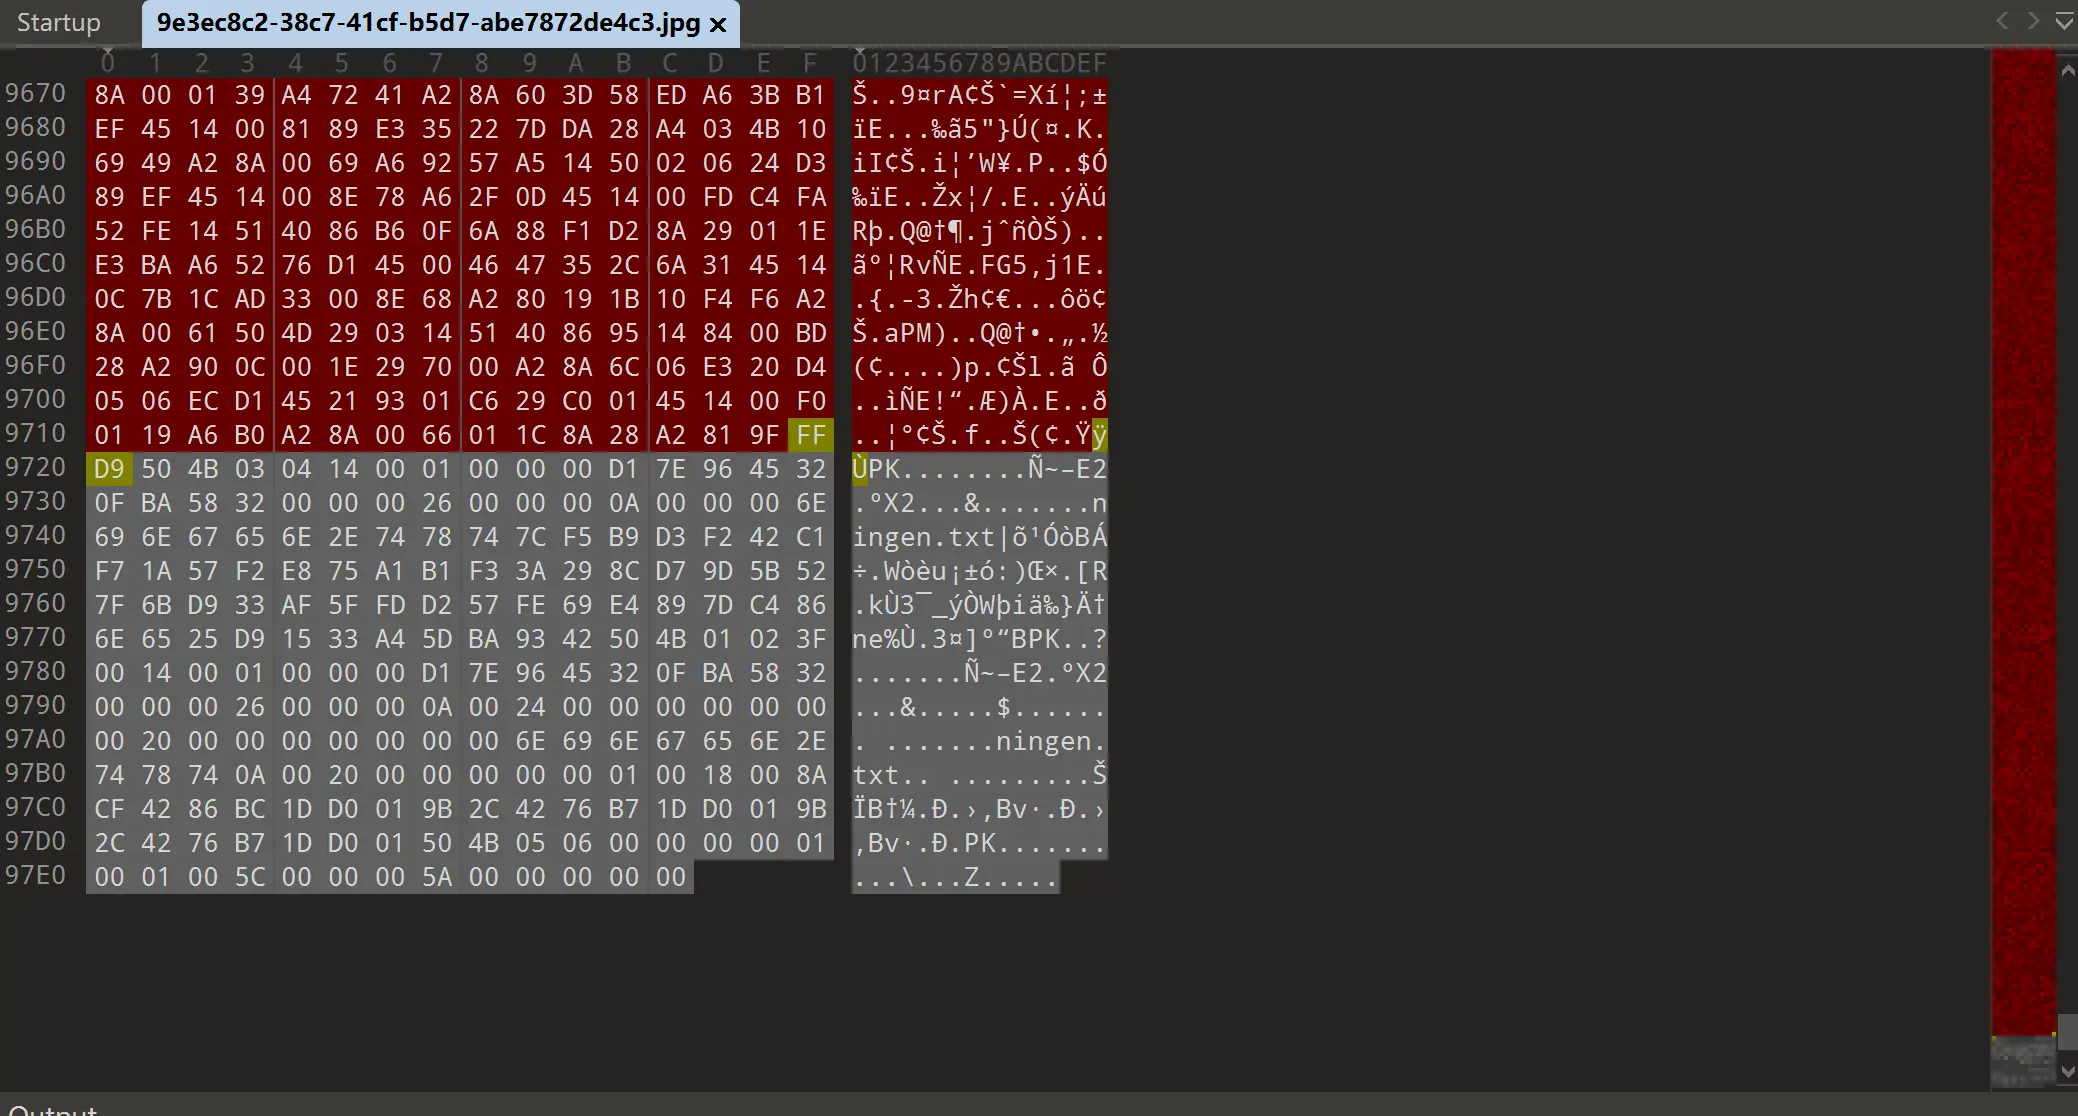 Startup 9e3ec8c2-38c7-41cf-b5d7-abe7872de4c3.jpg ×
0 1 2 3 4 5 6 7 8 9 A B C D E F 0123456789ABCDEF
9670 8A 00 01 39 A4 72 41 A2 8A 60 3D 58 ED A6 3B B1 Š..9¤rA¢Š`=Xí¦;±
9680 EF 45 14 00 81 89 E3 35 22 7D DA 28 A4 03 4B 10 ïE...‰ã5"}Ú(¤.K.
9690 69 49 A2 8A 00 69 A6 92 57 A5 14 50 02 06 24 D3 iI¢Š.i¦’W¥.P..$Ó
96A0 89 EF 45 14 00 8E 78 A6 2F 0D 45 14 00 FD C4 FA ‰ïE..Žx¦/.E..ýÄú
96B0 52 FE 14 51 40 86 B6 0F 6A 88 F1 D2 8A 29 01 1E Rþ.Q@†¶.jˆñÒŠ)..
96C0 E3 BA A6 52 76 D1 45 00 46 47 35 2C 6A 31 45 14 ãº¦RvÑE.FG5,j1E.
96D0 0C 7B 1C AD 33 00 8E 68 A2 80 19 1B 10 F4 F6 A2 .{.-3.Žh¢€...ôö¢
96E0 8A 00 61 50 4D 29 03 14 51 40 86 95 14 84 00 BD Š.aPM)..Q@†•.„.½
96F0 28 A2 90 0C 00 1E 29 70 00 A2 8A 6C 06 E3 20 D4 (¢....)p.¢Šl.ã Ô
9700 05 06 EC D1 45 21 93 01 C6 29 C0 01 45 14 00 F0 ..ìÑE!“.Æ)À.E..ð
9710 01 19 A6 B0 A2 8A 00 66 01 1C 8A 28 A2 81 9F FF ..¦°¢Š.f..Š(¢.Ÿÿ
9720 D9 50 4B 03 04 14 00 01 00 00 00 D1 7E 96 45 32 ÙPK........Ñ~–E2
9730 0F BA 58 32 00 00 00 26 00 00 00 0A 00 00 00 6E .ºX2...&.......n
9740 69 6E 67 65 6E 2E 74 78 74 7C F5 B9 D3 F2 42 C1 ingen.txt|õ¹ÓòBÁ
9750 F7 1A 57 F2 E8 75 A1 B1 F3 3A 29 8C D7 9D 5B 52 ÷.Wòèu¡±ó:)Œ×.[R
9760 7F 6B D9 33 AF 5F FD D2 57 FE 69 E4 89 7D C4 86 .kÙ3¯_ýÒWþiä‰}Ä†
9770 6E 65 25 D9 15 33 A4 5D BA 93 42 50 4B 01 02 3F ne%Ù.3¤]º“BPK..?
9780 00 14 00 01 00 00 00 D1 7E 96 45 32 0F BA 58 32 .......Ñ~–E2.ºX2
9790 00 00 00 26 00 00 00 0A 00 24 00 00 00 00 00 00 ...&.....$......
97A0 00 20 00 00 00 00 00 00 00 6E 69 6E 67 65 6E 2E . .......ningen.
97B0 74 78 74 0A 00 20 00 00 00 00 00 01 00 18 00 8A txt.. .........Š
97C0 CF 42 86 BC 1D D0 01 9B 2C 42 76 B7 1D D0 01 9B ÏB†¼.Ð.›,Bv·.Ð.›
97D0 2C 42 76 B7 1D D0 01 50 4B 05 06 00 00 00 00 01 ,Bv·.Ð.PK.......
97E0 00 01 00 5C 00 00 00 5A 00 00 00 00 00 ...\...Z.....
Output